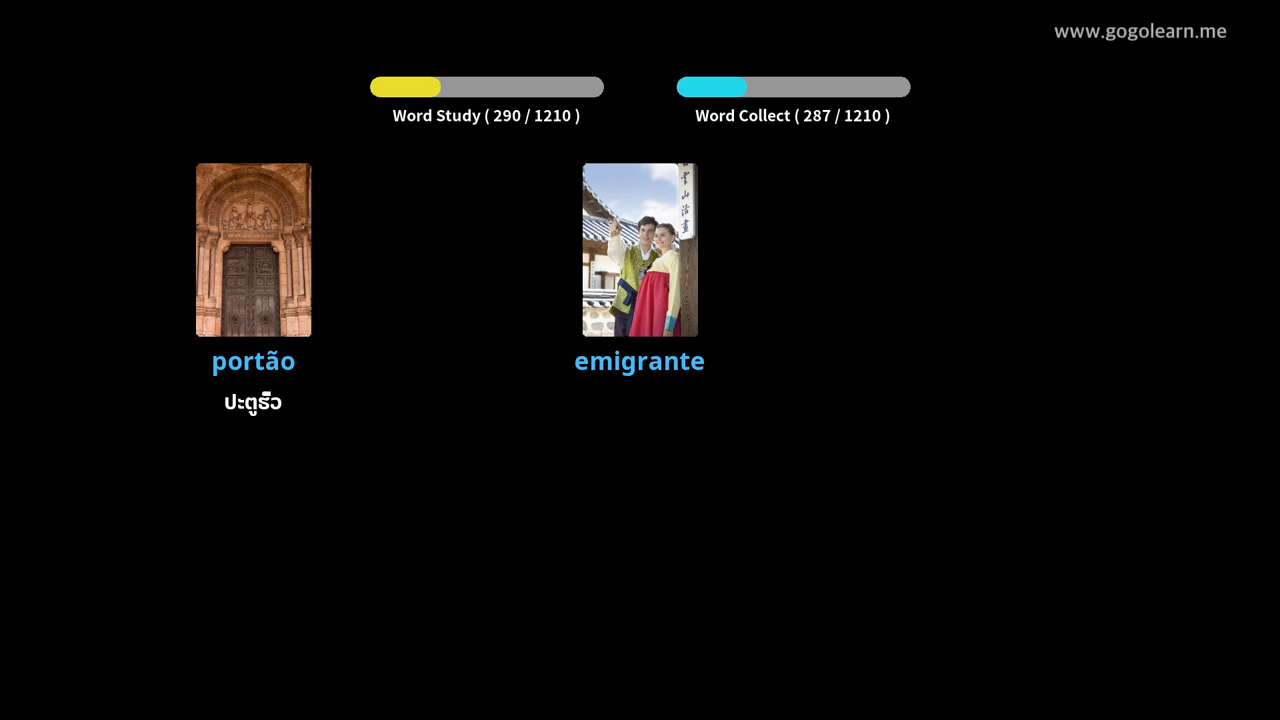 www.gogolearn.me
Word Study ( 290 / 1210 )
Word Collect ( 287 / 1210 )
portão
emigrante
ປະຕູຮົ້ວ